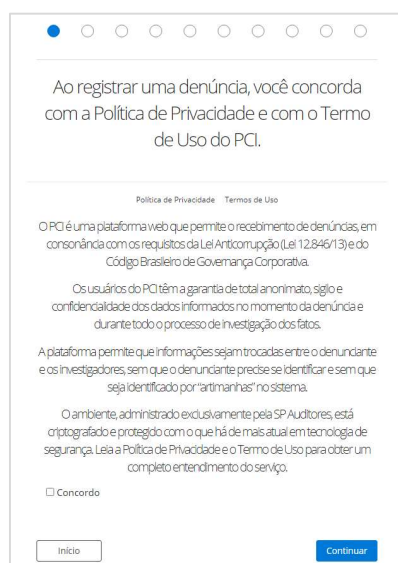 Ao registrar uma denúncia, você concorda
com a Política de Privacidade e com o Termo
de Uso do PCI.
Política de Privacidade Termos de Uso
O PCI é uma plataforma web que permite o recebimento de denúncias, em
consonância com os requisitos da Lei Anticorrupção (Lei 12.846/13) e do
Código Brasileiro de Governança Corporativa.
Os usuários do PCI têm a garantia de total anonimato, sigilo e
confidencialidade dos dados informados no momento da denúncia e
durante todo o processo de investigação dos fatos.
A plataforma permite que informações sejam trocadas entre o denunciante
e os investigadores, sem que o denunciante precise se identificar e sem que
seja identificado por "artimanhas" no sistema.
O ambiente, administrado exclusivamente pela SP Auditores, está
criptografado e protegido com o que há de mais atual em tecnologia de
segurança. Leia a Política de Privacidade e o Termo de Uso para obter um
completo entendimento do serviço.
Concordo
Início Continuar